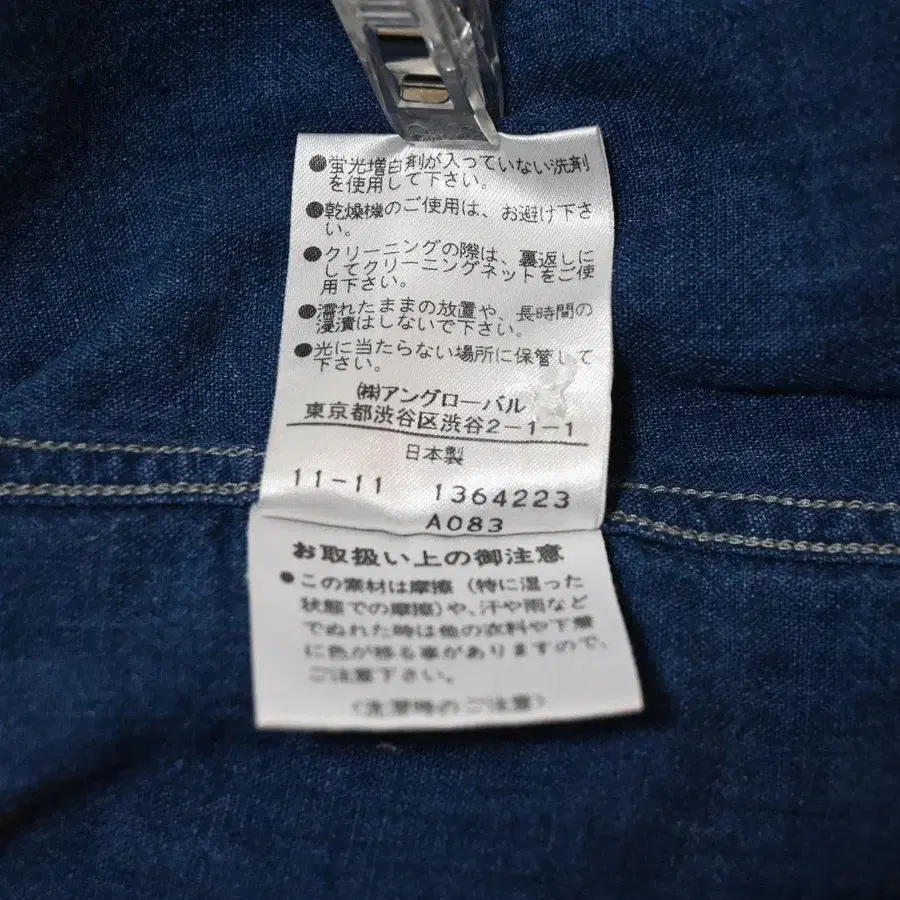 ●蛍光増白剤が入っていない洗剤
を使用して下さい。
●乾燥機のご使用は、お避け下さ
い。
●クリーニングの際は、裏返しに
してクリーニングネットをご使
用下さい。
●濡れたままの放置や、長時間の
浸漬はしないで下さい。
●光に当たらない場所に保管して
下さい。
㈱アングローバル
東京都渋谷区渋谷2-1-1
日本製
11-11 1364223
A083
お取扱い上の御注意
●この素材は摩擦(特に湿った
状態での摩擦)や、汗や雨など
でぬれた時は他の衣料や下着
に色が移る事がありますので、
ご注意下さい。
(洗濯時のご注意)